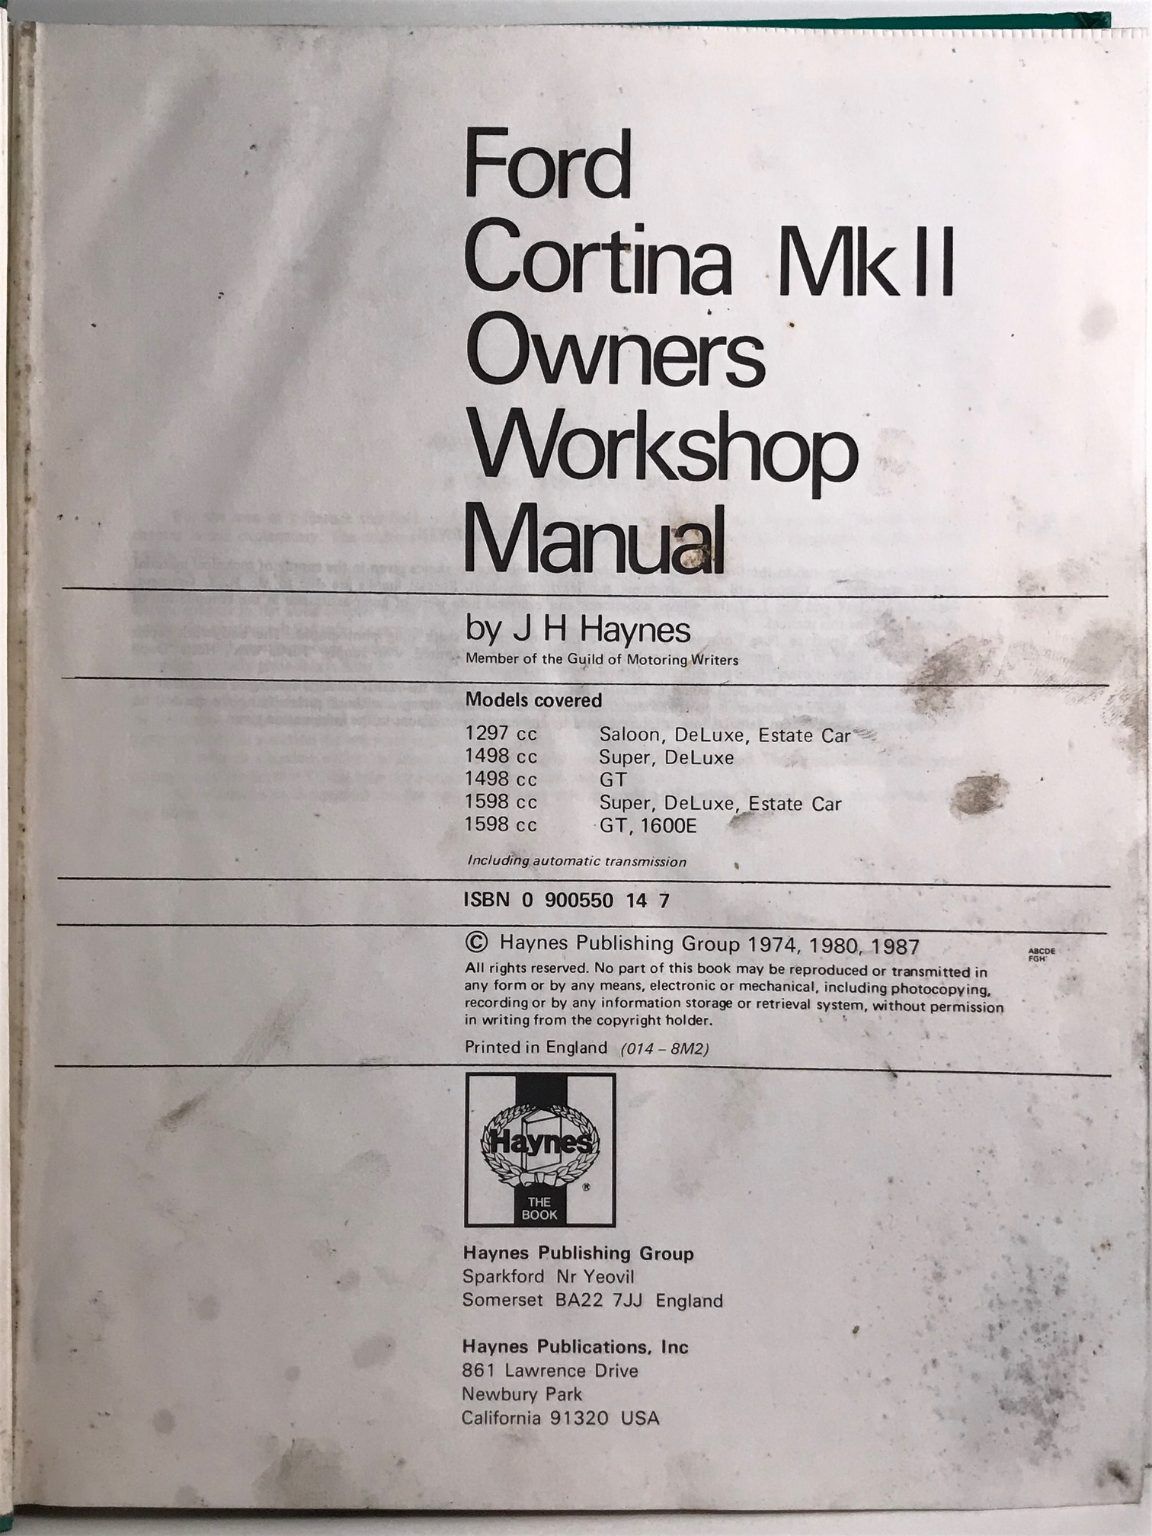 Ford
Cortina Mk II
Owners
Workshop
Manual
by J H Haynes
Member of the Guild of Motoring Writers
Models covered
1297 cc Saloon, DeLuxe, Estate Car
1498 cc Super, DeLuxe
1498 cc GT
1598 cc Super, DeLuxe, Estate Car
1598 cc GT, 1600E
Including automatic transmission
ISBN 0 900550 14 7
© Haynes Publishing Group 1974, 1980, 1987
ABCDE
FGH
All rights reserved. No part of this book may be reproduced or transmitted in
any form or by any means, electronic or mechanical, including photocopying,
recording or by any information storage or retrieval system, without permission
in writing from the copyright holder.
Printed in England (014 – 8M2)
Haynes
®
THE
BOOK
Haynes Publishing Group
Sparkford Nr Yeovil
Somerset BA22 7JJ England
Haynes Publications, Inc
861 Lawrence Drive
Newbury Park
California 91320 USA